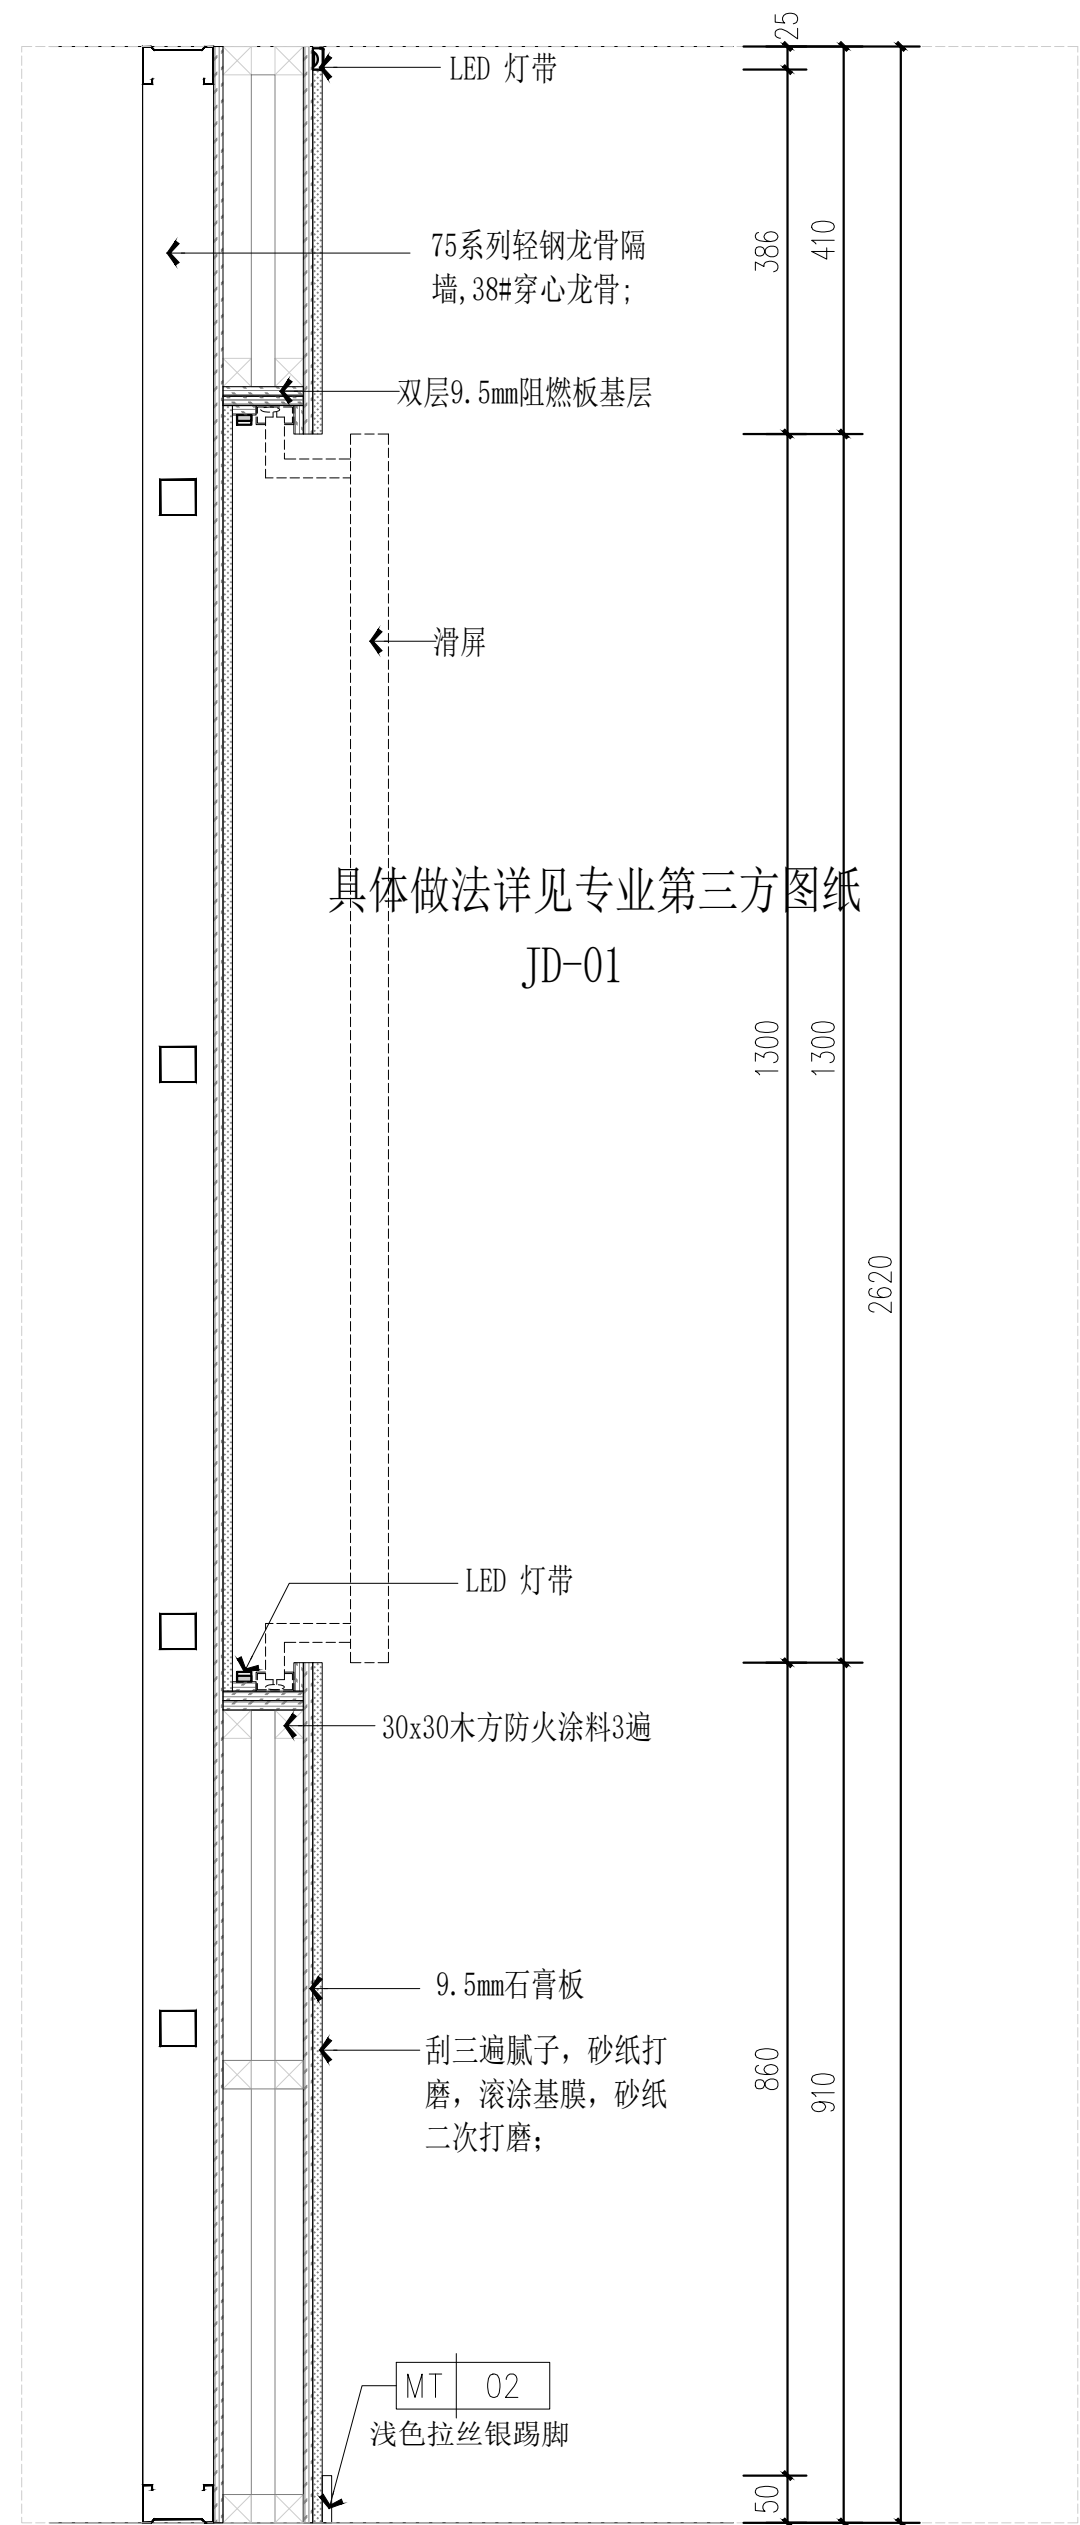 25
LED 灯带
386
410
75系列轻钢龙骨隔
墙,38#穿心龙骨;
双层9.5mm阻燃板基层
滑屏
具体做法详见专业第三方图纸
JD-01
1300
1300
2620
LED 灯带
30x30木方防火涂料3遍
9.5mm石膏板
刮三遍腻子，砂纸打
磨，滚涂基膜，砂纸
二次打磨；
860
910
MT 02
浅色拉丝银踢脚
50